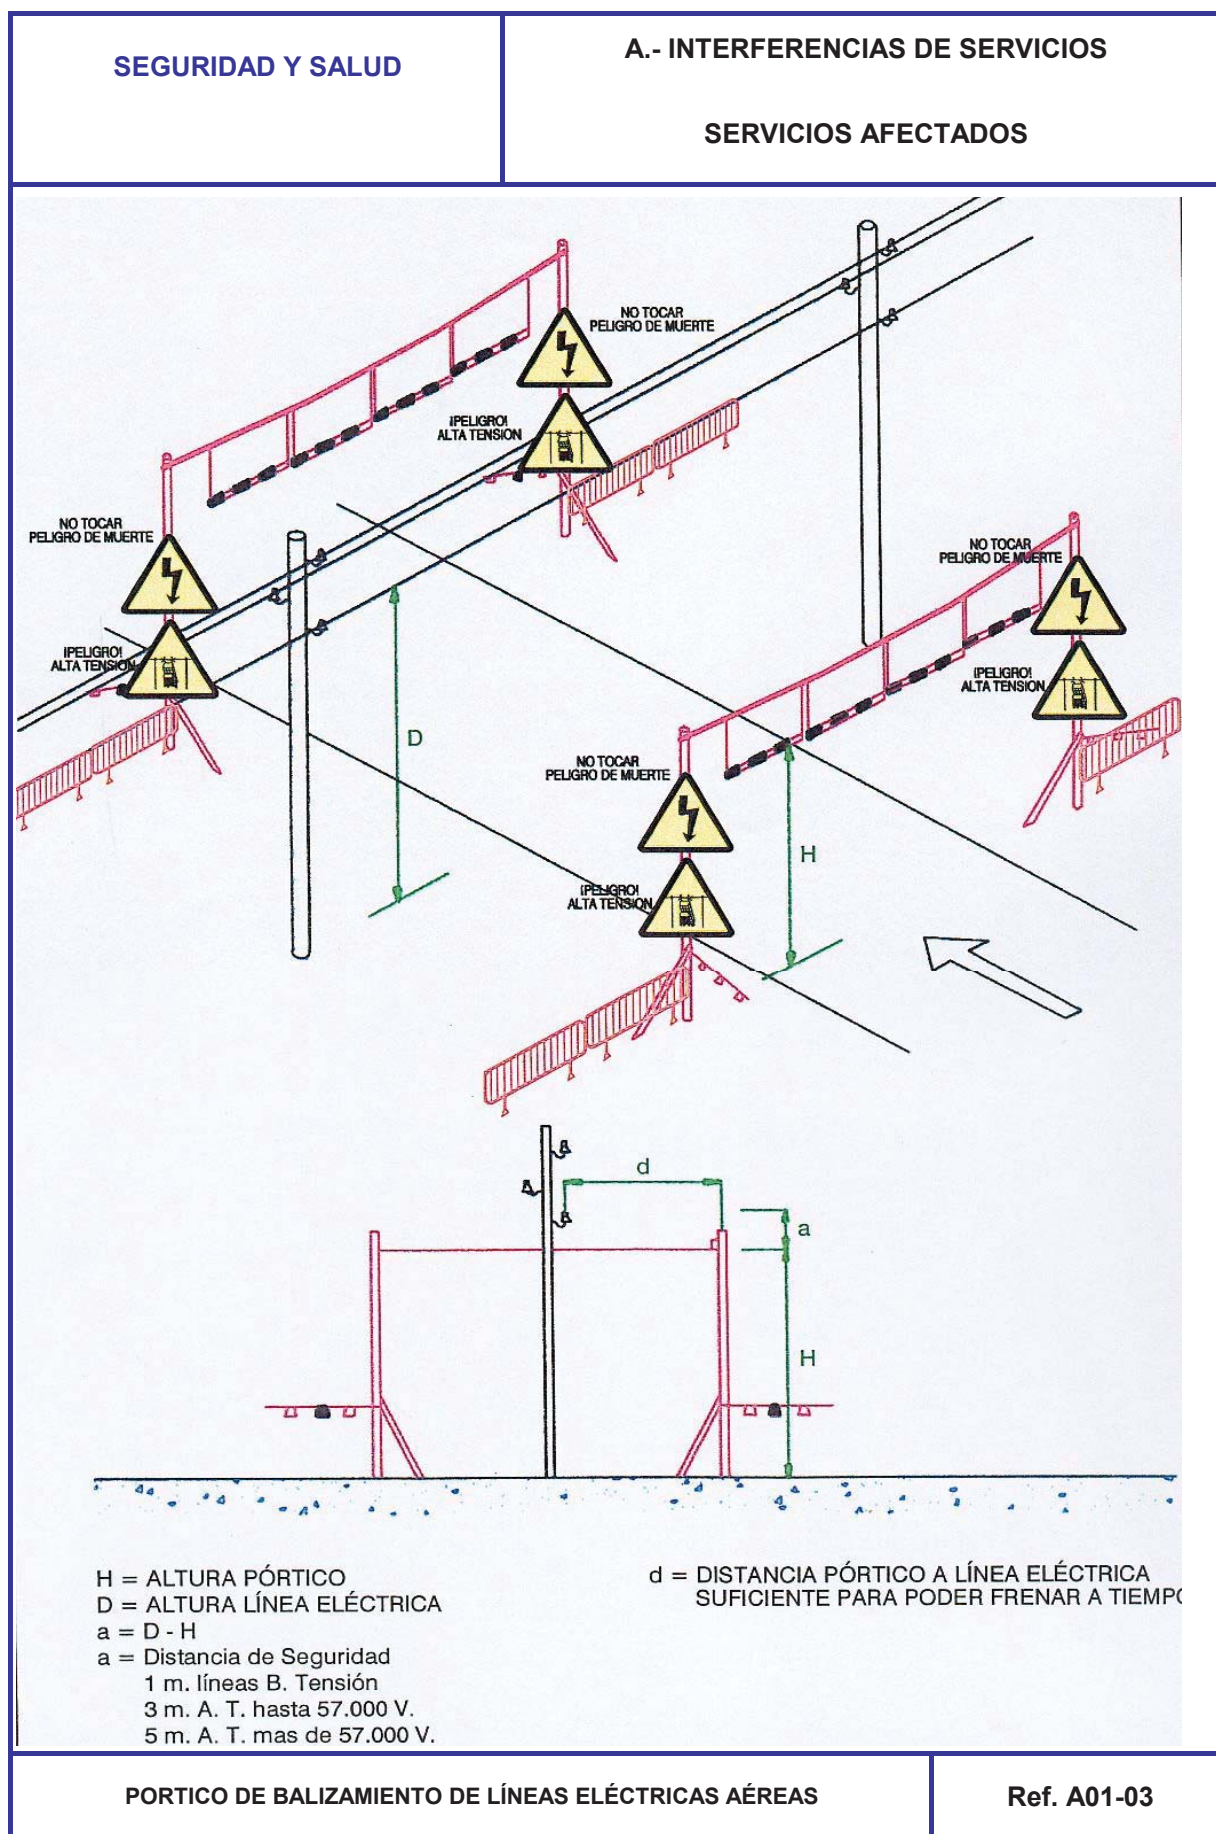 SEGURIDAD Y SALUD
A.- INTERFERENCIAS DE SERVICIOS
SERVICIOS AFECTADOS
NO TOCAR
PELIGRO DE MUERTE
¡PELIGRO!
ALTA TENSION
NO TOCAR
PELIGRO DE MUERTE
¡PELIGRO!
ALTA TENSION
NO TOCAR
PELIGRO DE MUERTE
¡PELIGRO!
ALTA TENSION
D
NO TOCAR
PELIGRO DE MUERTE
¡PELIGRO!
ALTA TENSION
H
d
a
H
H = ALTURA PÓRTICO
D = ALTURA LÍNEA ELÉCTRICA
a = D - H
a = Distancia de Seguridad
1 m. líneas B. Tensión
3 m. A. T. hasta 57.000 V.
5 m. A. T. mas de 57.000 V.
d = DISTANCIA PÓRTICO A LÍNEA ELÉCTRICA
SUFICIENTE PARA PODER FRENAR A TIEMPO
PORTICO DE BALIZAMIENTO DE LÍNEAS ELÉCTRICAS AÉREAS
Ref. A01-03